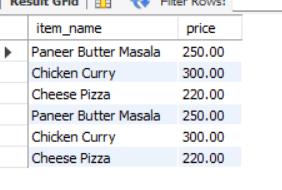 Result Grid Filter Rows:
item_name price
Paneer Butter Masala 250.00
Chicken Curry 300.00
Cheese Pizza 220.00
Paneer Butter Masala 250.00
Chicken Curry 300.00
Cheese Pizza 220.00